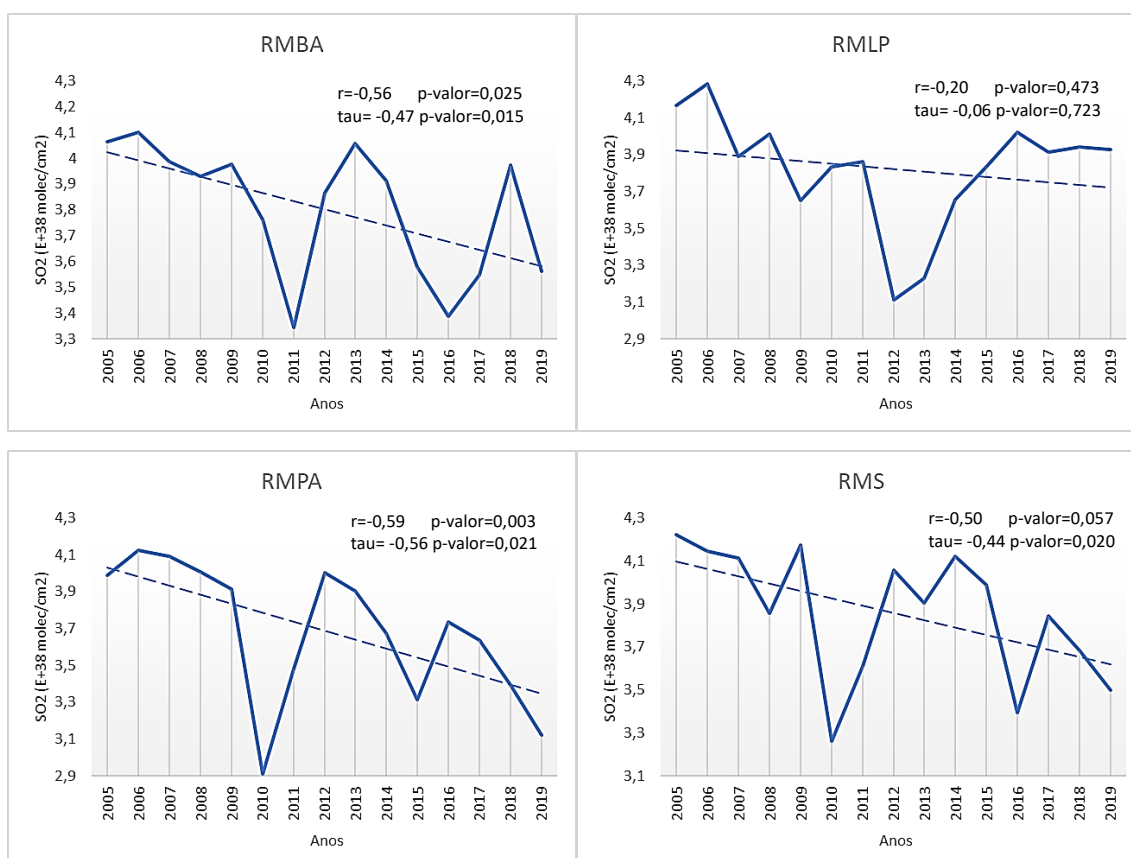 RMBA
r=-0,56 p-valor=0,025
tau= -0,47 p-valor=0,015
SO2 (E+38 molec/cm2)
4,3
4,2
4,1
4
3,9
3,8
3,7
3,6
3,5
3,4
3,3
2005 2006 2007 2008 2009 2010 2011 2012 2013 2014 2015 2016 2017 2018 2019
Anos
RMLP
r=-0,20 p-valor=0,473
tau= -0,06 p-valor=0,723
SO2 (E+38 molec/cm2)
4,3
4,1
3,9
3,7
3,5
3,3
3,1
2,9
2005 2006 2007 2008 2009 2010 2011 2012 2013 2014 2015 2016 2017 2018 2019
Anos
RMPA
r=-0,59 p-valor=0,003
tau= -0,56 p-valor=0,021
SO2 (E+38 molec/cm2)
4,3
4,1
3,9
3,7
3,5
3,3
3,1
2,9
2005 2006 2007 2008 2009 2010 2011 2012 2013 2014 2015 2016 2017 2018 2019
Anos
RMS
r=-0,50 p-valor=0,057
tau= -0,44 p-valor=0,020
SO2 (E+38 molec/cm2)
4,3
4,1
3,9
3,7
3,5
3,3
3,1
2005 2006 2007 2008 2009 2010 2011 2012 2013 2014 2015 2016 2017 2018 2019
Anos